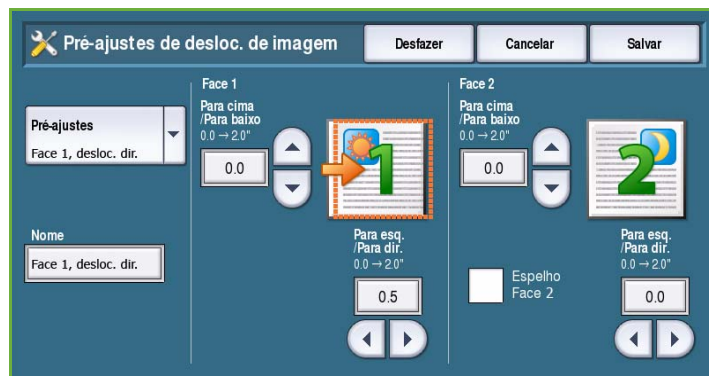 Pré-ajustes de desloc. de imagem
Desfazer
Cancelar
Salvar
Pré-ajustes
Face 1, desloc. dir.
Nome
Face 1, desloc. dir.
Face 1
Para cima
/Para baixo
0.0 → 2.0"
0.0
1
Para esq.
/Para dir.
0.0 → 2.0"
0.5
Face 2
Para cima
/Para baixo
0.0 → 2.0"
0.0
2
Espelho
Face 2
Para esq.
/Para dir.
0.0 → 2.0"
0.0